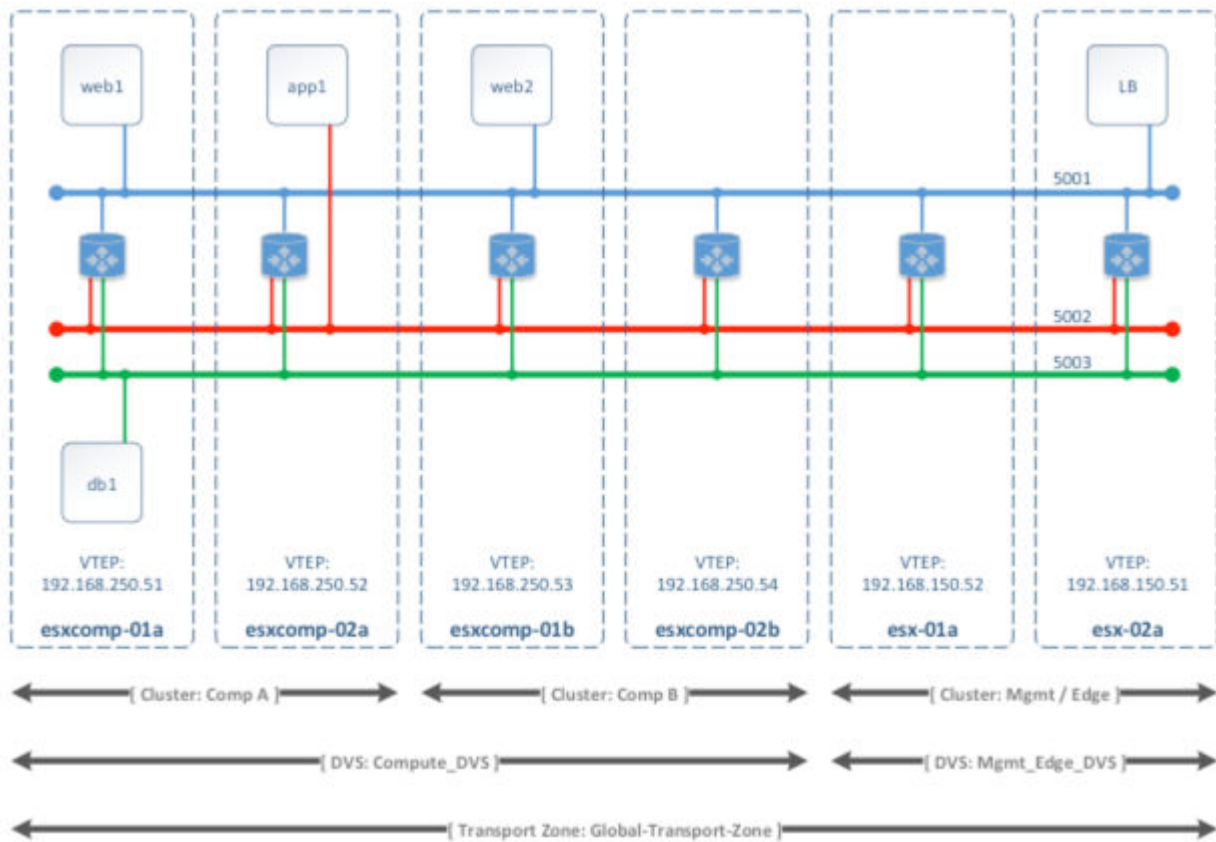 web1
app1
web2
LB
5001
5002
5003
db1
VTEP:
192.168.250.51
VTEP:
192.168.250.52
VTEP:
192.168.250.53
VTEP:
192.168.250.54
VTEP:
192.168.150.52
VTEP:
192.168.150.51
esxcomp-01a
esxcomp-02a
esxcomp-01b
esxcomp-02b
esx-01a
esx-02a
[ Cluster: Comp A ]
[ Cluster: Comp B ]
[ Cluster: Mgmt / Edge ]
[ DVS: Compute_DVS ]
[ DVS: Mgmt_Edge_DVS ]
[ Transport Zone: Global-Transport-Zone ]